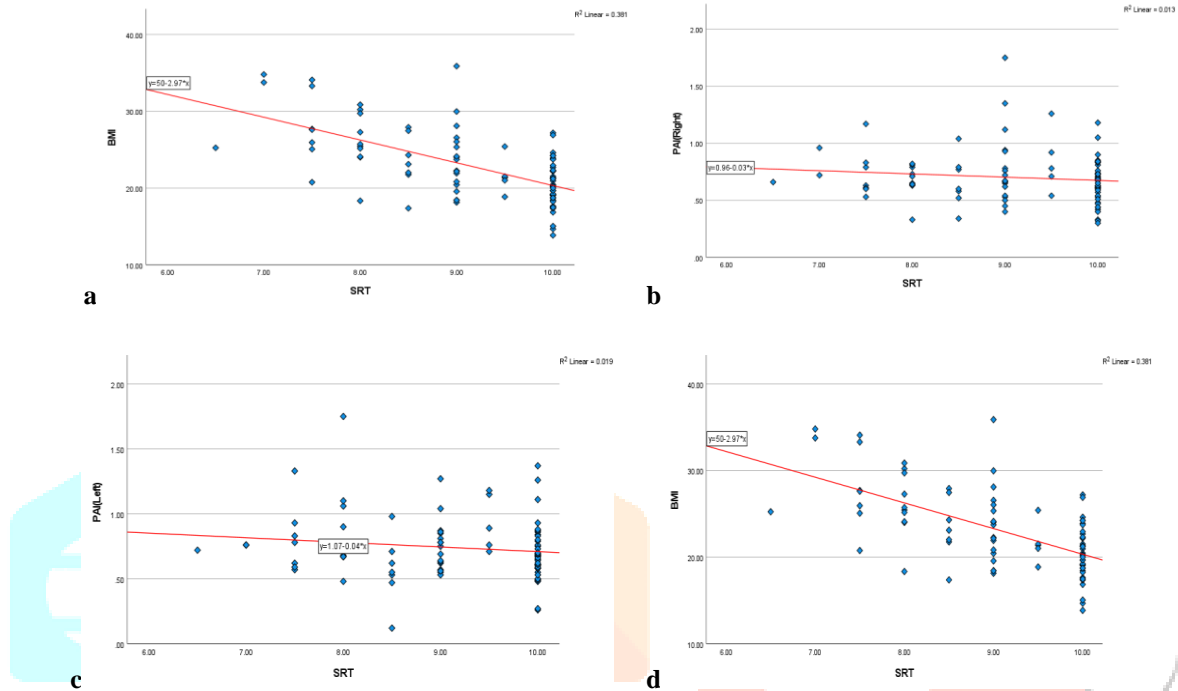 R² Linear = 0.381
40.00
y=50-2.97*x
30.00
BMI
20.00
10.00
6.00 7.00 8.00 9.00 10.00
SRT
a
R² Linear = 0.013
2.00
1.50
PAI(Right)
1.00
y=0.96-0.03*x
.50
.00
6.00 7.00 8.00 9.00 10.00
SRT
b
R² Linear = 0.019
2.00
1.50
PAI(Left)
1.00
y=1.07-0.04*x
.50
.00
6.00 7.00 8.00 9.00 10.00
SRT
c
R² Linear = 0.381
40.00
y=50-2.97*x
30.00
BMI
20.00
10.00
6.00 7.00 8.00 9.00 10.00
SRT
d